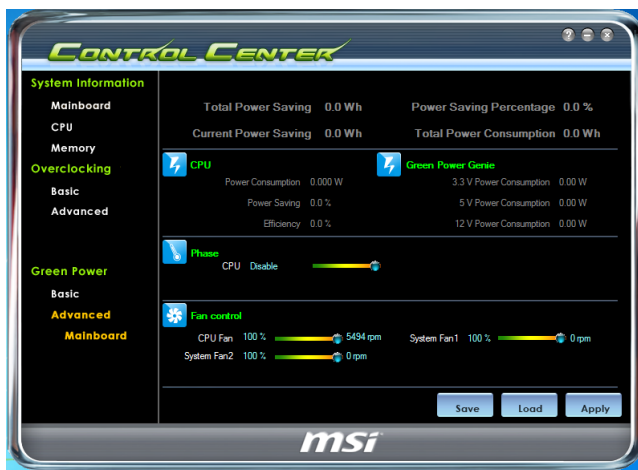 CONTROL CENTER
?
System Information
Mainboard
CPU
Memory
Overclocking
Basic
Advanced
Green Power
Basic
Advanced
Mainboard
Total Power Saving 0.0 Wh Power Saving Percentage 0.0 %
Current Power Saving 0.0 Wh Total Power Consumption 0.0 Wh
CPU Green Power Genie
Power Consumption 0.000 W 3.3 V Power Consumption 0.00 W
Power Saving 0.0 % 5 V Power Consumption 0.00 W
Efficiency 0.0 % 12 V Power Consumption 0.00 W
Phase
CPU Disable
Fan control
CPU Fan 100 % 5494 rpm System Fan1 100 % 0 rpm
System Fan2 100 % 0 rpm
Save Load Apply
msi